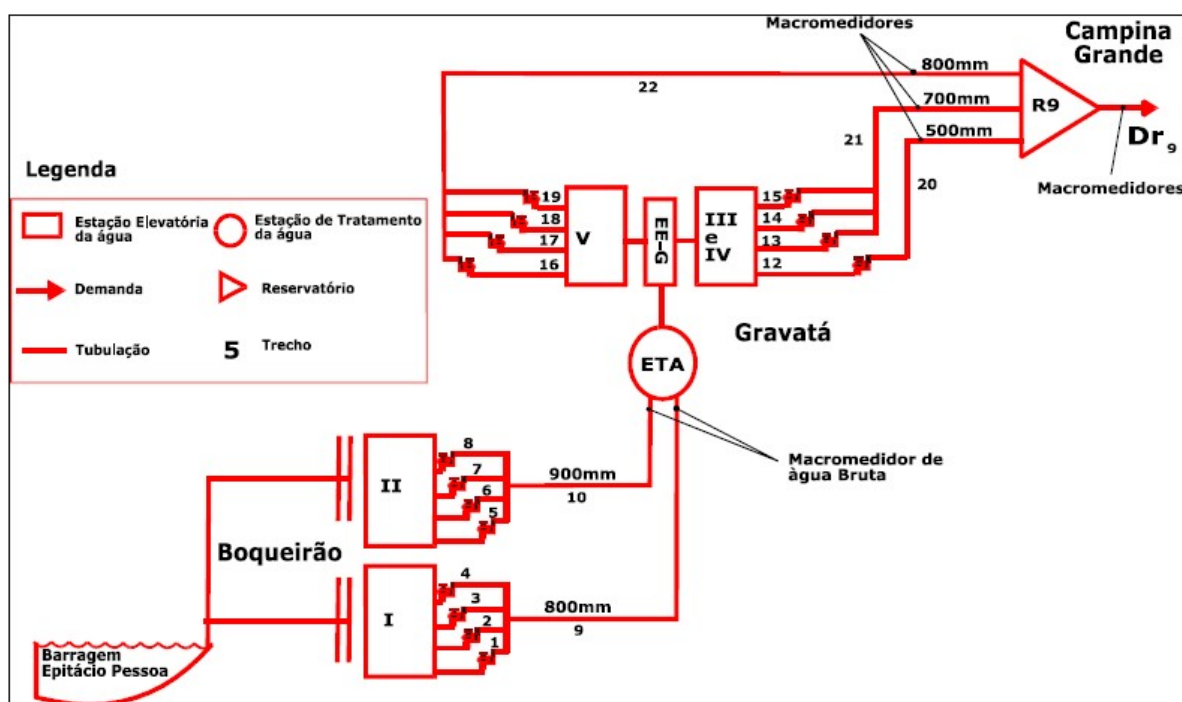 Macromedidores
Campina
Grande
800mm
22
700mm
R9
500mm
Dr 9
21
20
Macromedidores
Legenda
Estação Elevatória
da água
Estação de Tratamento
da água
Demanda
Reservatório
Tubulação
5
Trecho
19
18
17
16
V
EE-G
III
e
IV
15
14
13
12
Gravatá
ETA
Macromedidor de
àgua Bruta
II
8
7
6
5
900mm
10
Boqueirão
I
4
3
2
1
800mm
9
Barragem
Epitácio Pessoa